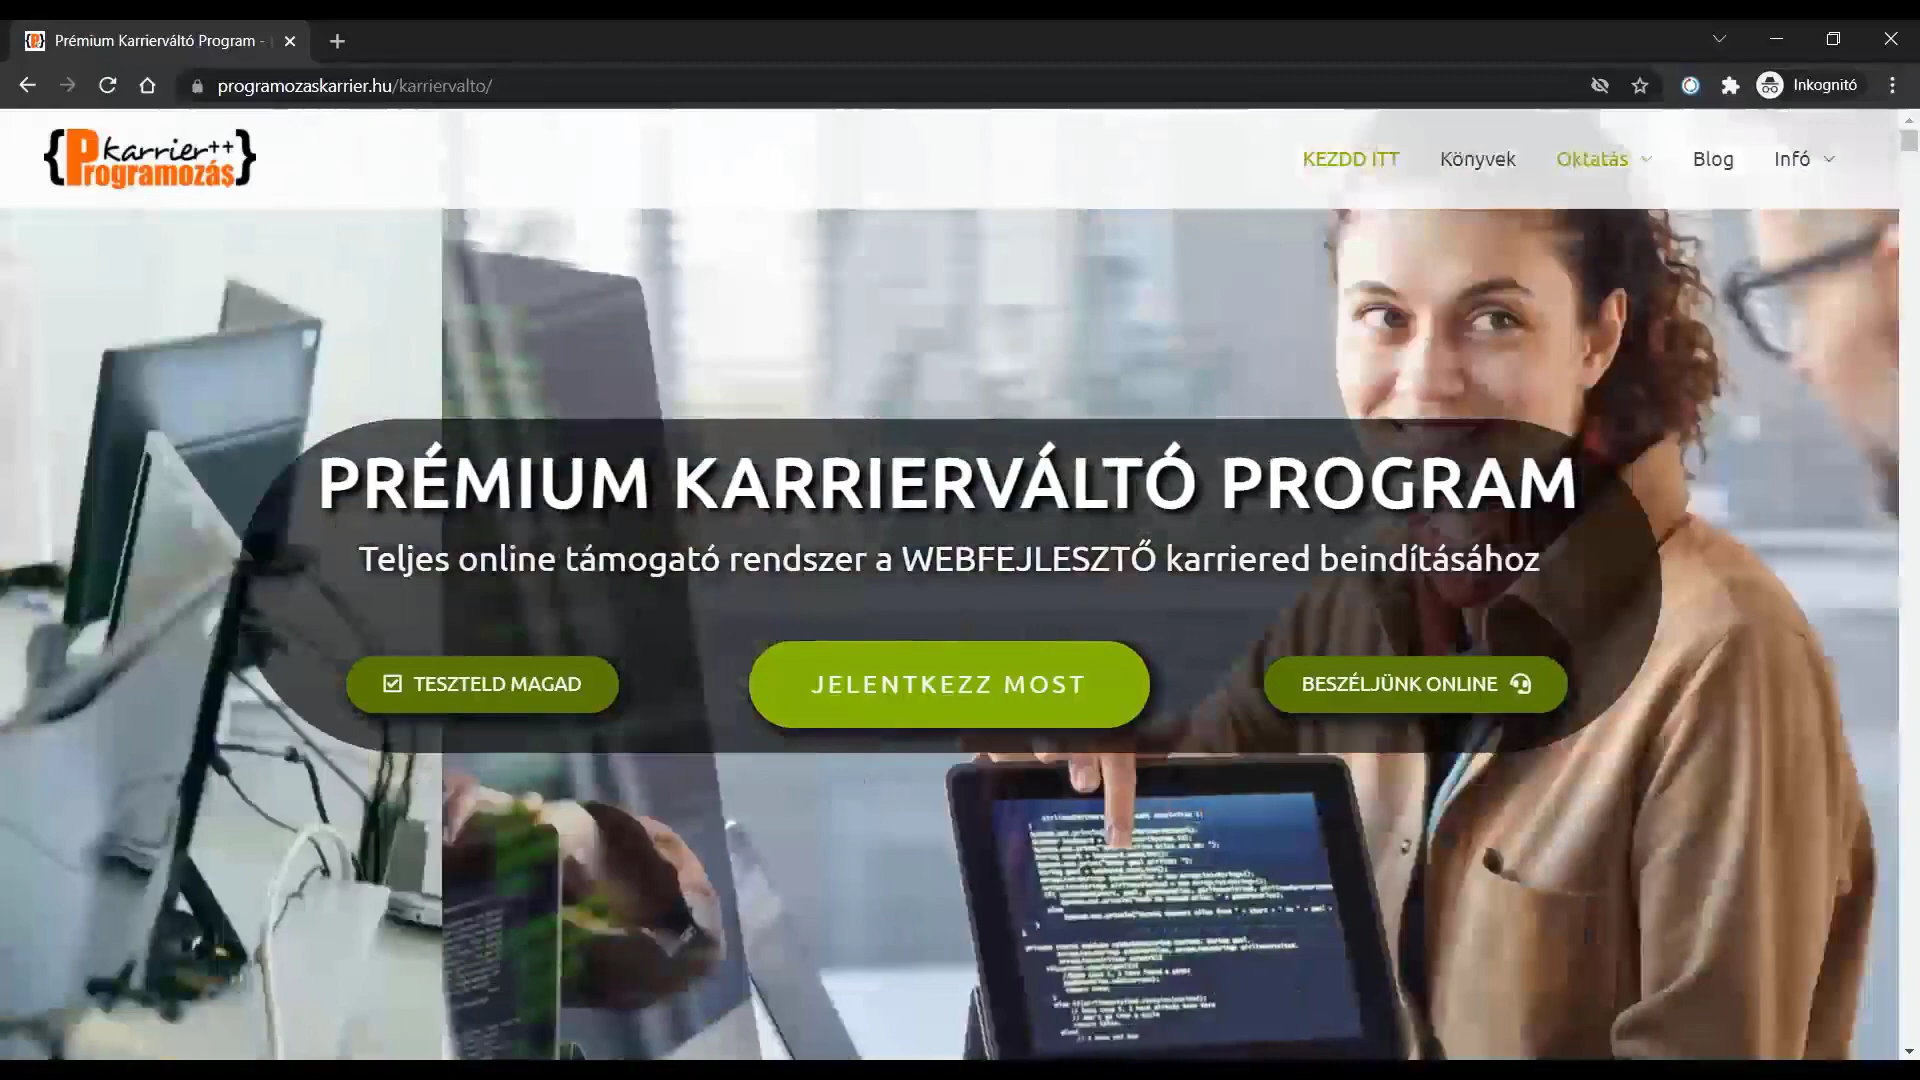 Prémium Karrierváltó Program -
programozaskarrier.hu/karriervalto/
Inkognitó
{Programozás karrier++}
KEZDD ITT
Könyvek
Oktatás
Blog
Infó
PRÉMIUM KARRIERVÁLTÓ PROGRAM
Teljes online támogató rendszer a WEBFEJLESZTŐ karriered beindításához
TESZTELD MAGAD
JELENTKEZZ MOST
BESZÉLJÜNK ONLINE